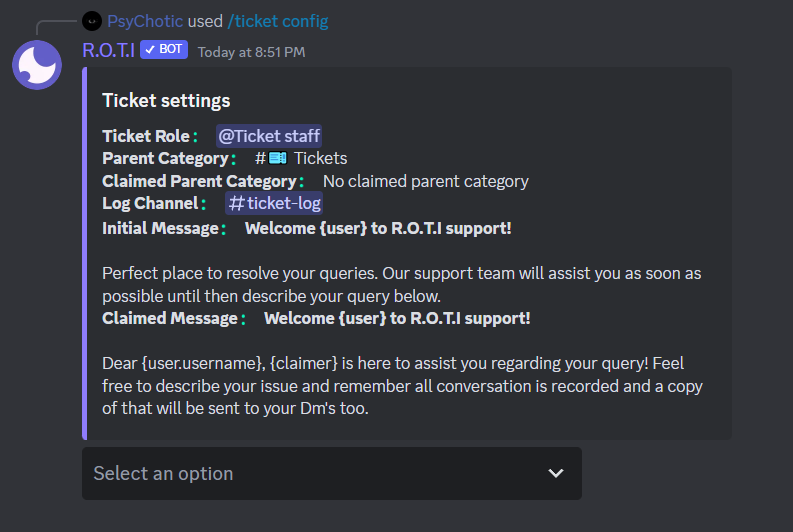 PsyChotic used /ticket config
R.O.T.I ✓ BOT Today at 8:51 PM
Ticket settings
Ticket Role: @Ticket staff
Parent Category: #🎟️ Tickets
Claimed Parent Category: No claimed parent category
Log Channel: #ticket-log
Initial Message: Welcome {user} to R.O.T.I support!
Perfect place to resolve your queries. Our support team will assist you as soon as
possible until then describe your query below.
Claimed Message: Welcome {user} to R.O.T.I support!
Dear {user.username}, {claimer} is here to assist you regarding your query! Feel
free to describe your issue and remember all conversation is recorded and a copy
of that will be sent to your Dm's too.
Select an option